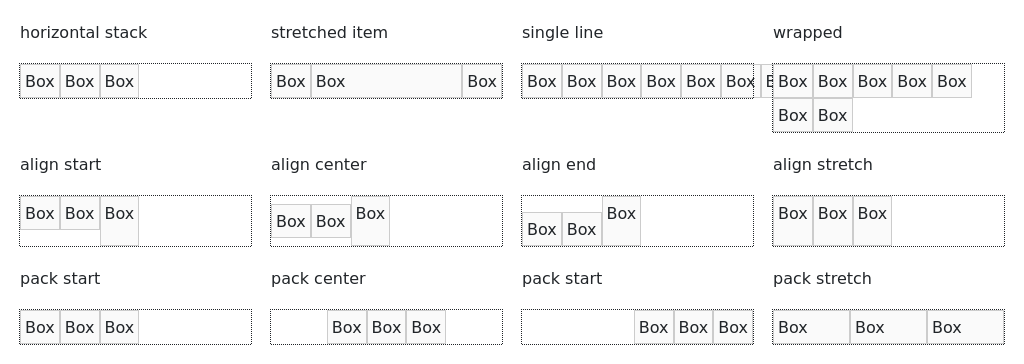 horizontal stack stretched item single line wrapped
Box Box Box Box Box Box Box Box Box Box Box Box Box Box Box Box Box Box
Box Box
align start align center align end align stretch
Box Box Box Box Box Box Box Box Box Box Box Box
pack start pack center pack start pack stretch
Box Box Box Box Box Box Box Box Box Box Box Box